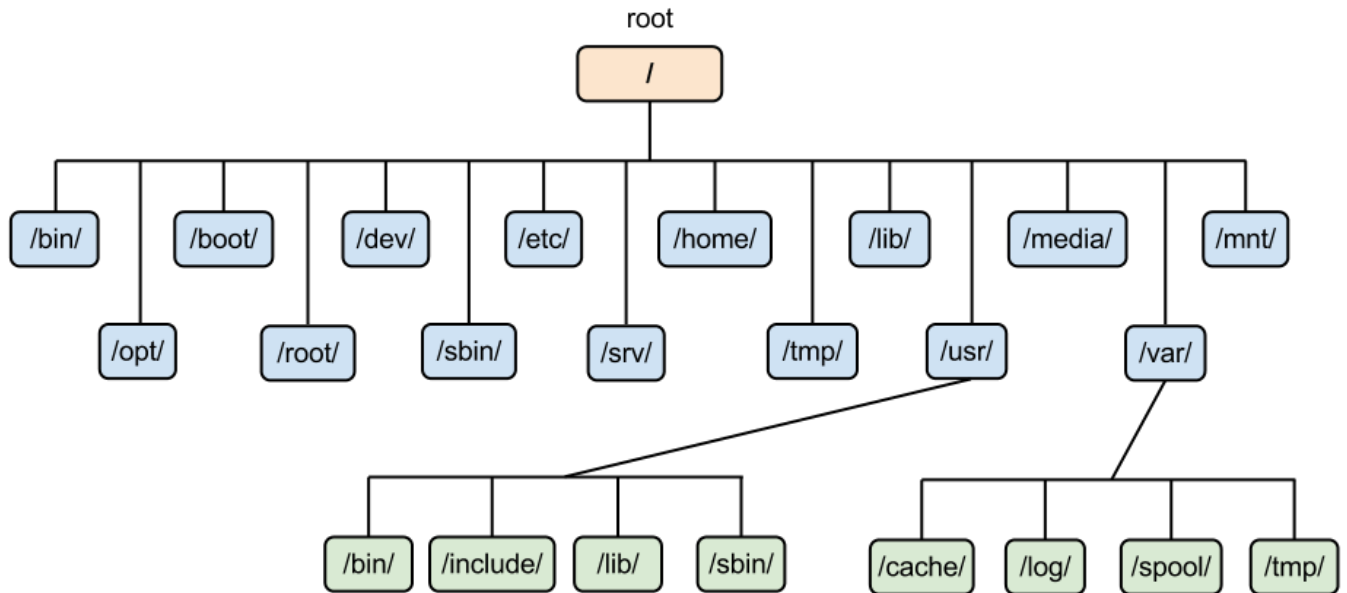 root
/
/bin/
/boot/
/dev/
/etc/
/home/
/lib/
/media/
/mnt/
/opt/
/root/
/sbin/
/srv/
/tmp/
/usr/
/var/
/bin/
/include/
/lib/
/sbin/
/cache/
/log/
/spool/
/tmp/